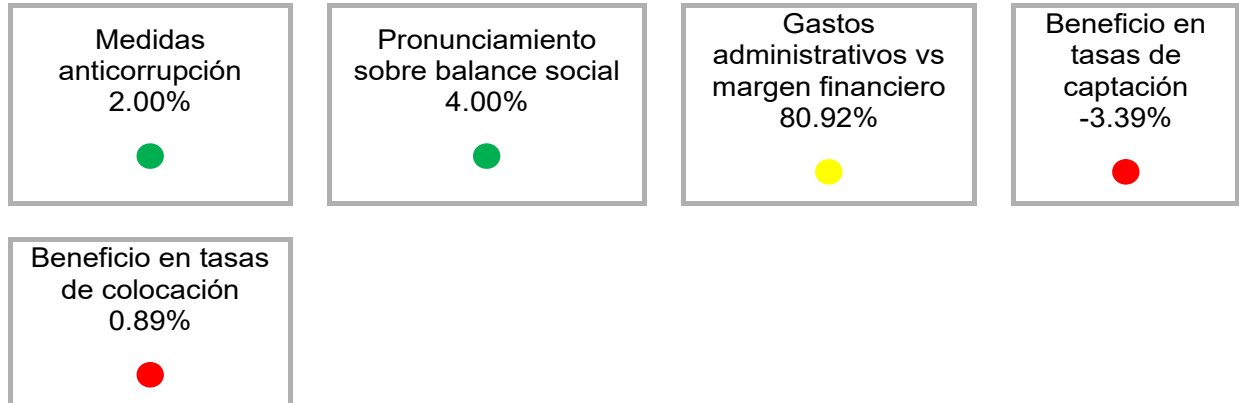 Medidas
anticorrupción
2.00%
Pronunciamiento
sobre balance social
4.00%
Gastos
administrativos vs
margen financiero
80.92%
Beneficio en
tasas de
captación
-3.39%
Beneficio en tasas
de colocación
0.89%